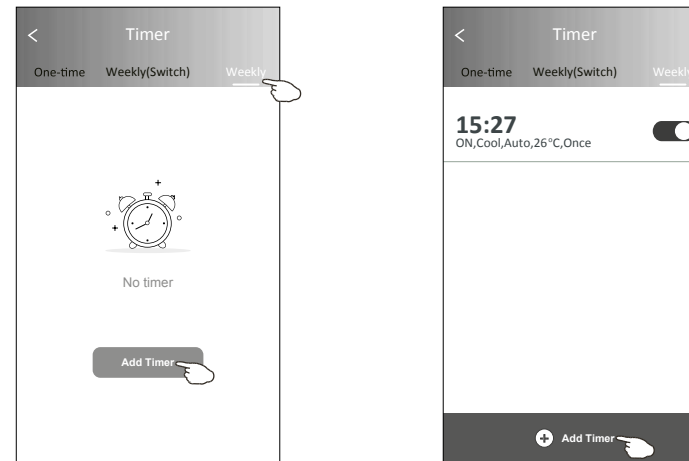 Timer
One-time Weekly(Switch) Weekly
No timer
Add Timer
Timer
One-time Weekly(Switch) Weekly
15:27
ON,Cool,Auto,26°C,Once
Add Timer